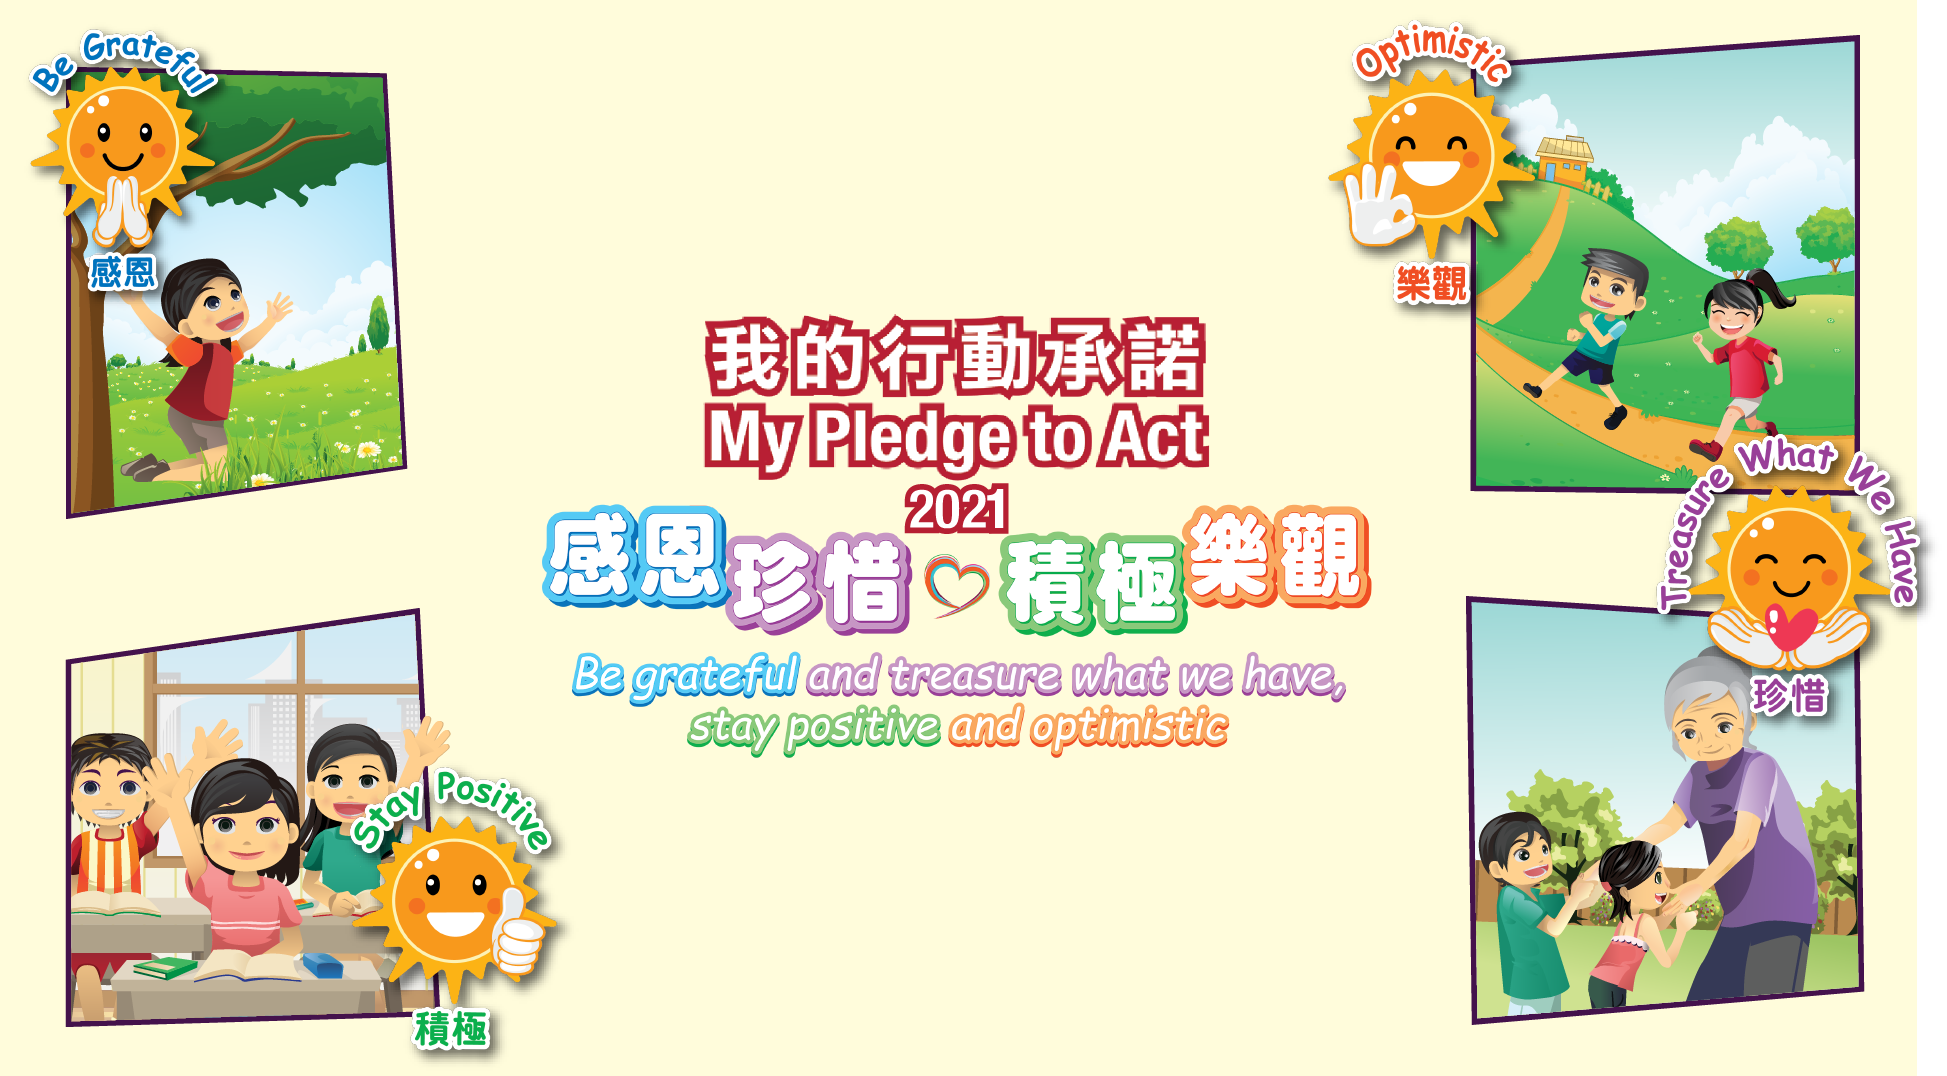 Be Grateful
感恩
Optimistic
樂觀
我的行動承諾
My Pledge to Act
2021
感恩珍惜積極樂觀
Be grateful and treasure what we have,
stay positive and optimistic
Treasure What We Have
珍惜
Stay Positive
積極